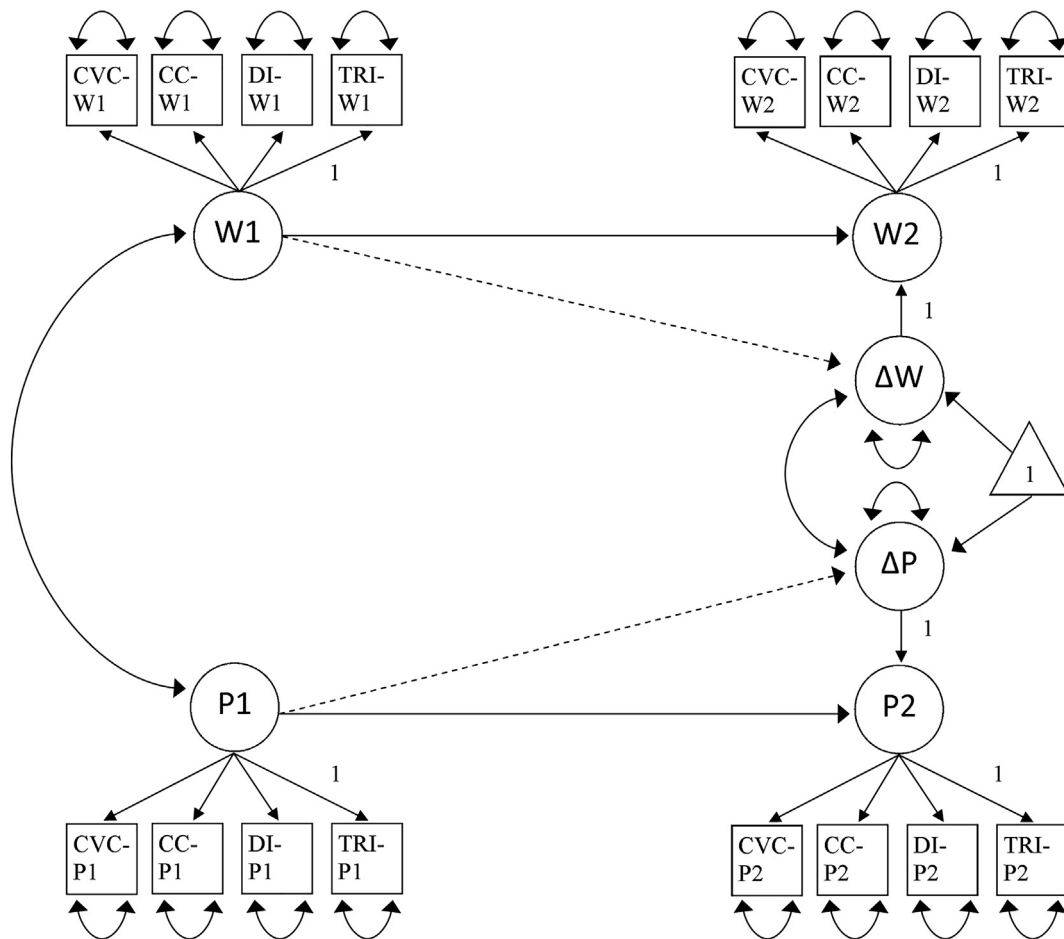 CVC-
W1
CC-
W1
DI-
W1
TRI-
W1
CVC-
W2
CC-
W2
DI-
W2
TRI-
W2
1
1
W1
W2
1
ΔW
1
ΔP
1
P1
P2
1
1
CVC-
P1
CC-
P1
DI-
P1
TRI-
P1
CVC-
P2
CC-
P2
DI-
P2
TRI-
P2